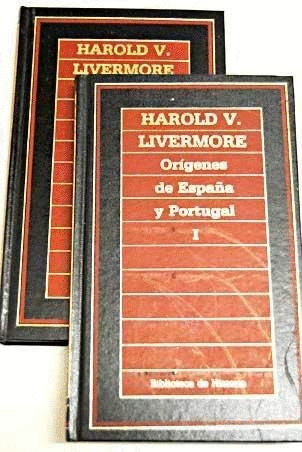 HAROLD V.
LIVERMORE
HAROLD V.
LIVERMORE
Orígenes
de España
y Portugal
I
Biblioteca de Historia